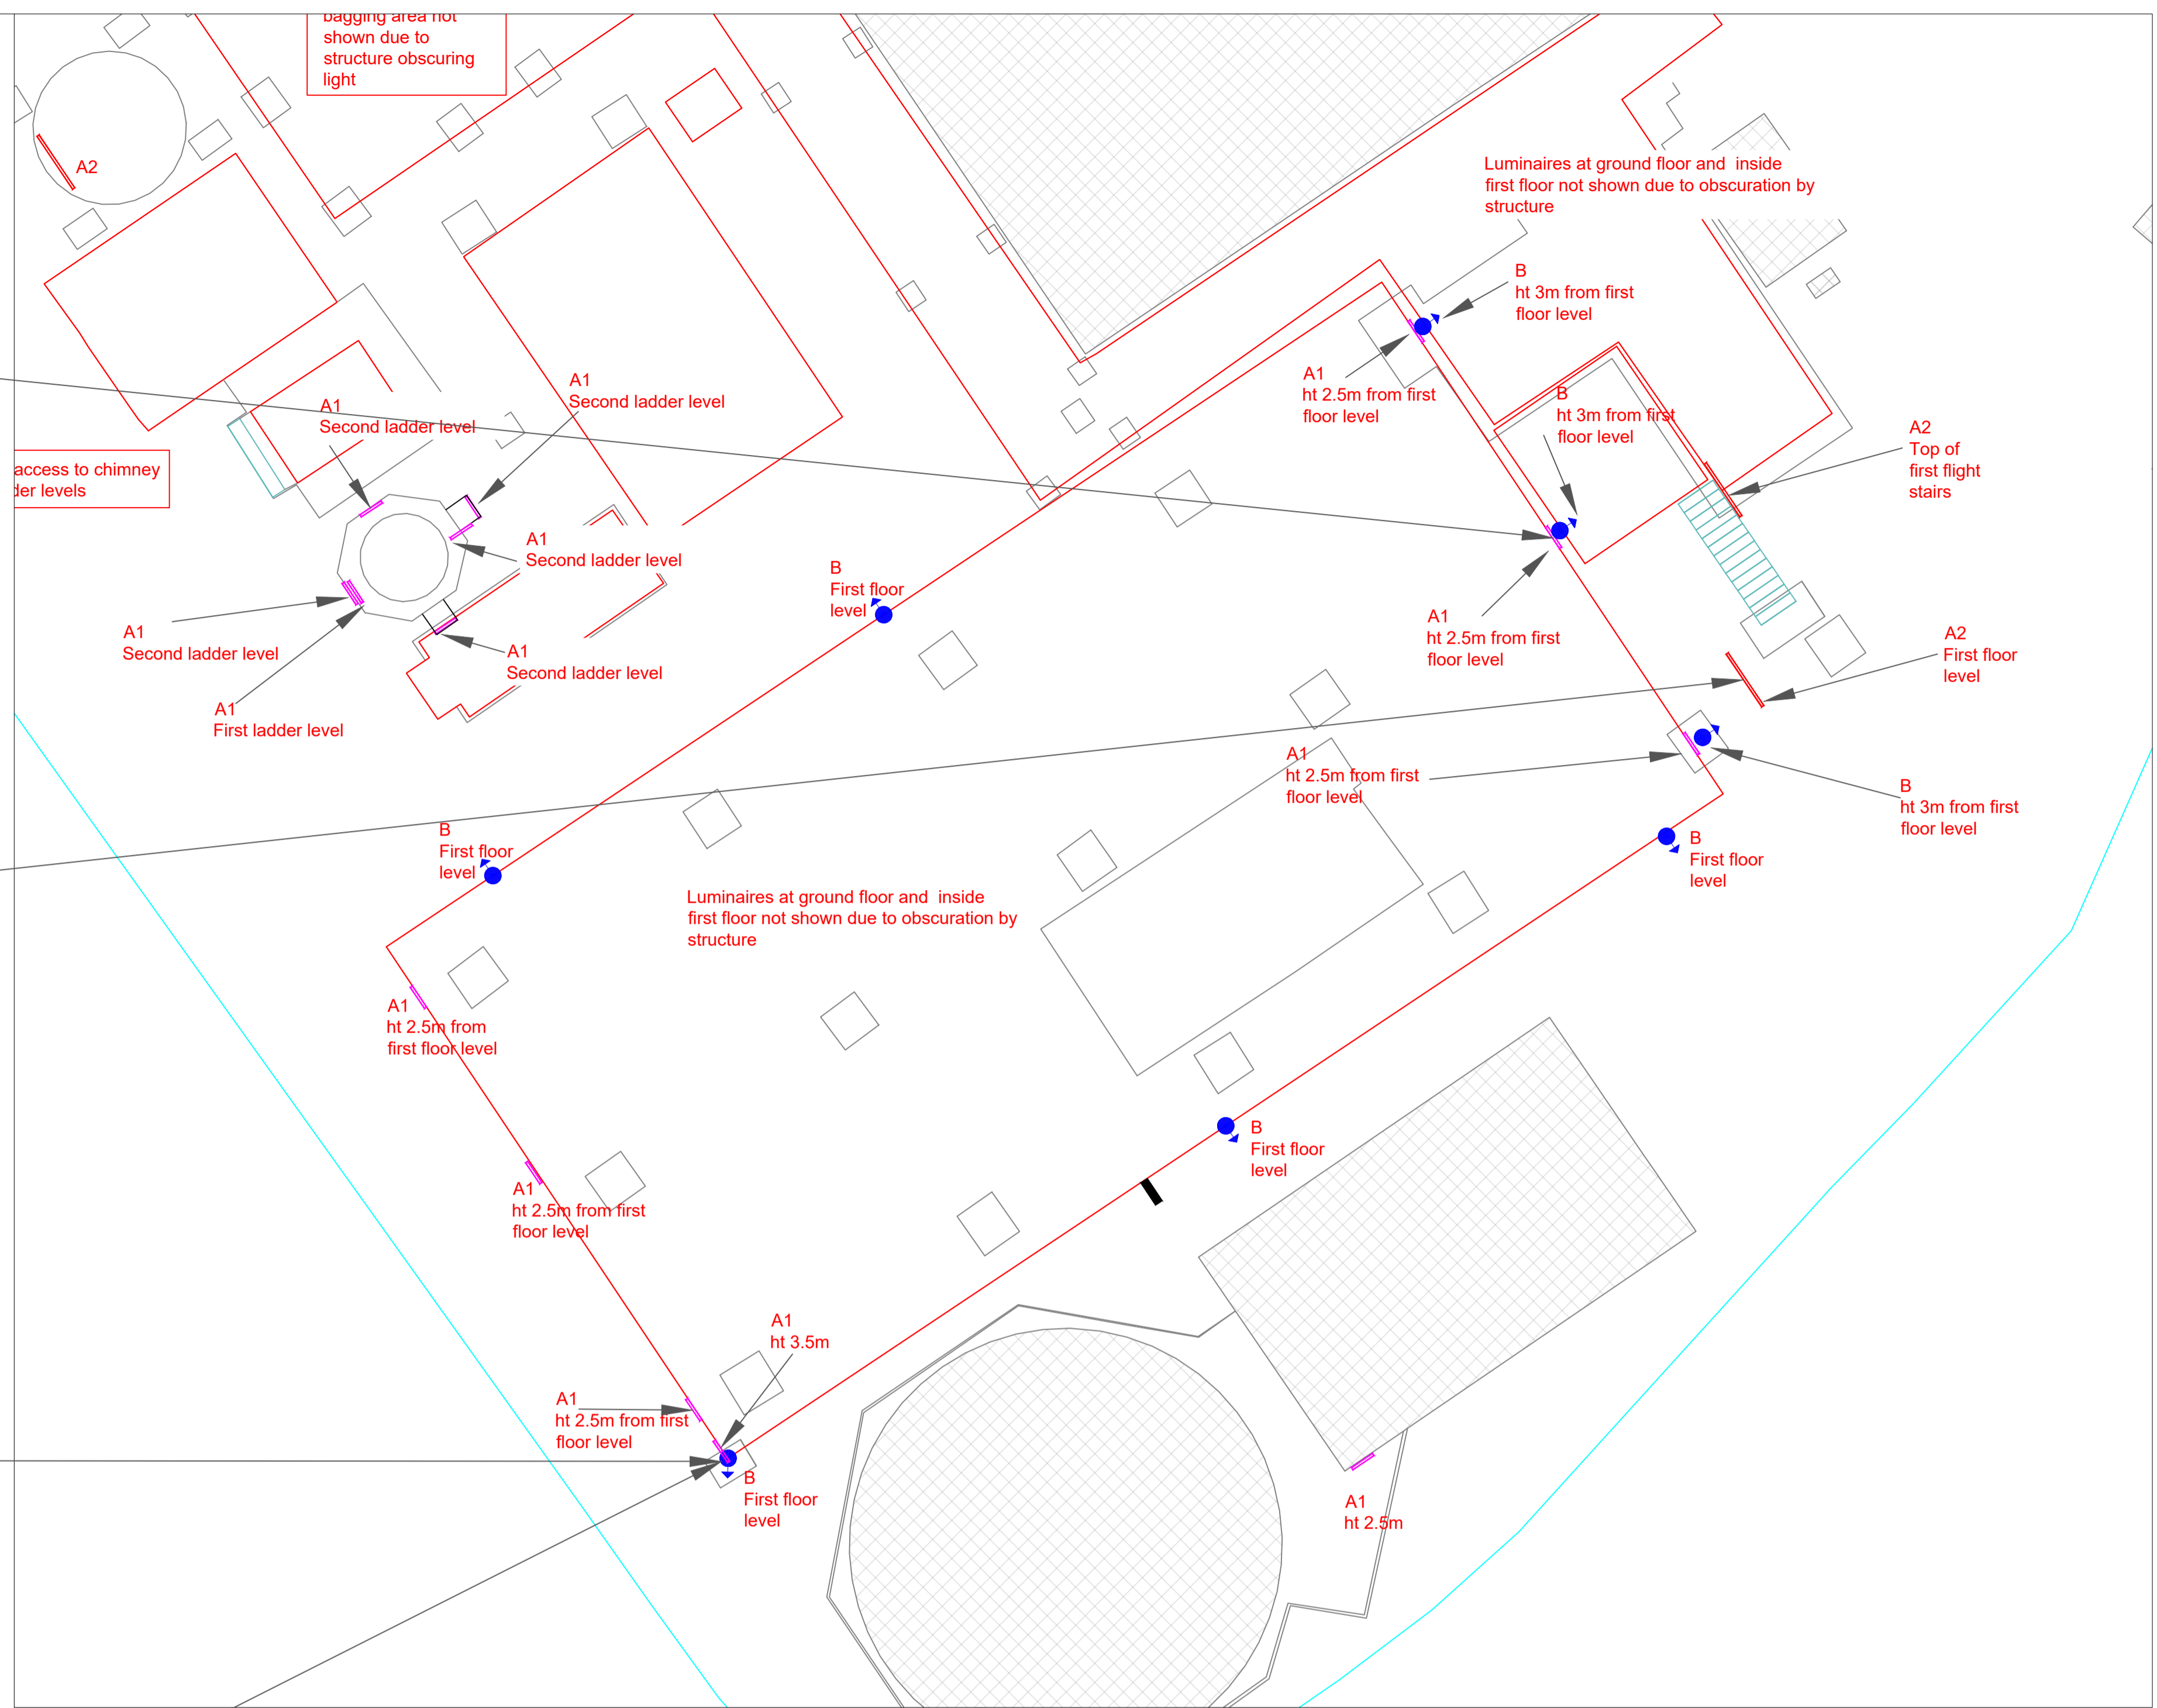 bagging area not
shown due to
structure obscuring
light
A2
Luminaires at ground floor and  inside
first floor not shown due to obscuration by
structure
B
ht 3m from first
floor level
A1
ht 2.5m from first
floor level
B
ht 3m from first
floor level
A2
Top of
first flight
stairs
A1
Second ladder level
A1
Second ladder level
access to chimney
der levels
A1
Second ladder level
B
First floor
level
A1
Second ladder level
A1
Second ladder level
A1
First ladder level
A1
ht 2.5m from first
floor level
A2
First floor
level
A1
ht 2.5m from first
floor level
B
ht 3m from first
floor level
B
First floor
level
B
First floor
level
Luminaires at ground floor and  inside
first floor not shown due to obscuration by
structure
A1
ht 2.5m from
first floor level
B
First floor
level
A1
ht 2.5m from first
floor level
A1
ht 3.5m
A1
ht 2.5m from first
floor level
B
First floor
level
A1
ht 2.5m